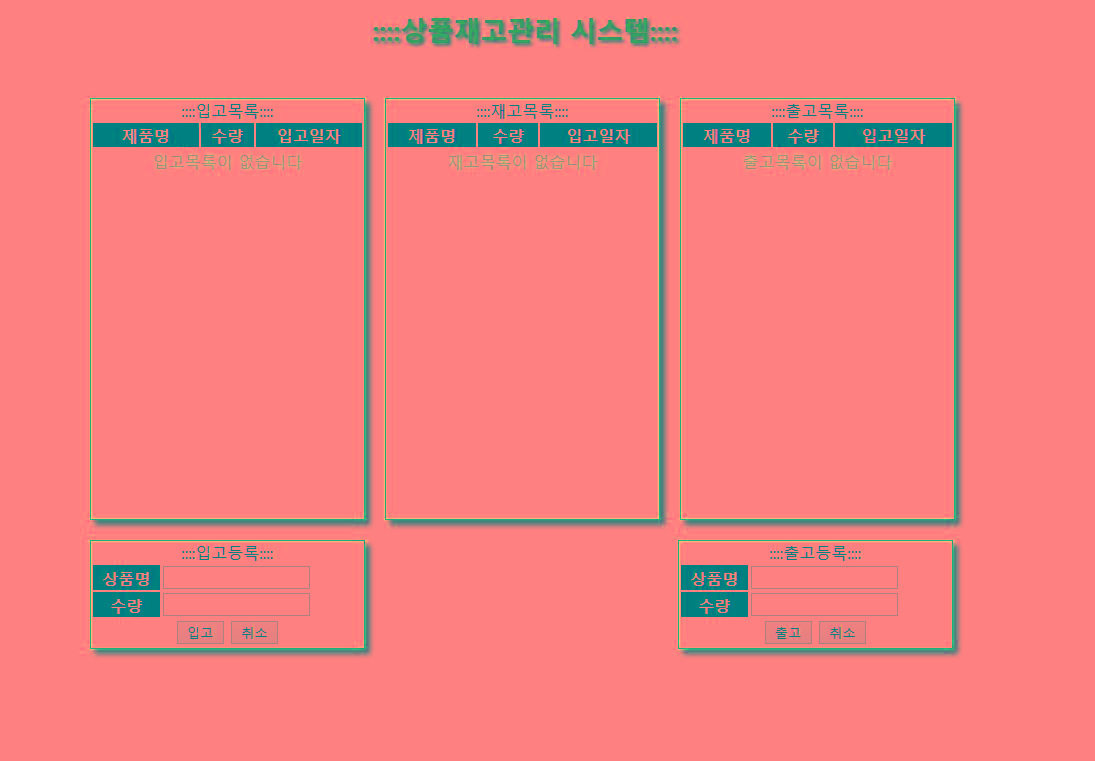 ::::상품재고관리 시스템::::
::::입고목록::::
제품명 수량 입고일자
입고목록이 없습니다
::::재고목록::::
제품명 수량 입고일자
재고목록이 없습니다
::::출고목록::::
제품명 수량 입고일자
출고목록이 없습니다
::::입고등록::::
상품명
수량
입고 취소
::::출고등록::::
상품명
수량
출고 취소